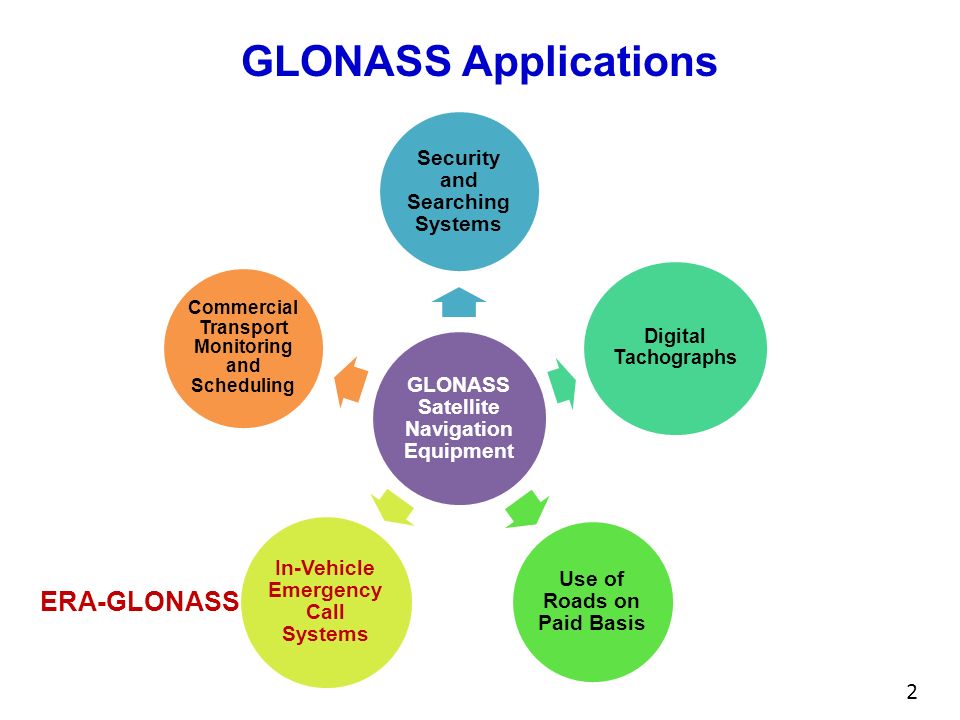 GLONASS Applications
Security
and
Searching
Systems
Commercial
Transport
Monitoring
and
Scheduling
Digital
Tachographs
GLONASS
Satellite
Navigation
Equipment
ERA-GLONASS
In-Vehicle
Emergency
Call
Systems
Use of
Roads on
Paid Basis
2